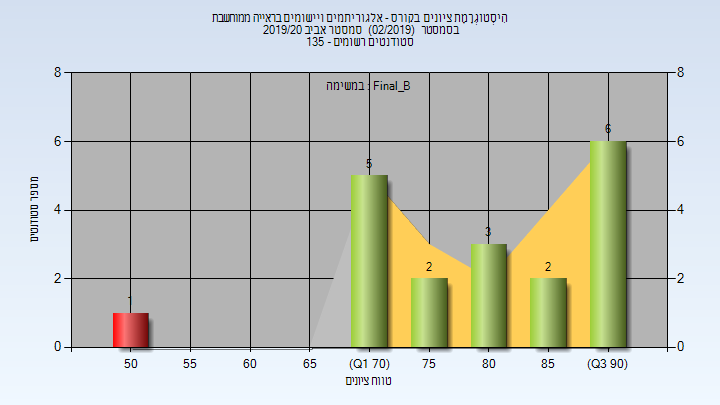 היסטוגרמת ציונים בקורס - אלגוריתמים ויישומים בראייה ממוחשבת
בסמסטר (02/2019) סמסטר אביב 2019/20
סטודנטים רשומים - 135
במשימה : Final_B
8 8
6 6
4 4
2 2
0 0
מספר סטודנטים
1 5 2 3 2 6
50 55 60 65 (Q1 70) 75 80 85 (Q3 90)
טווח ציונים